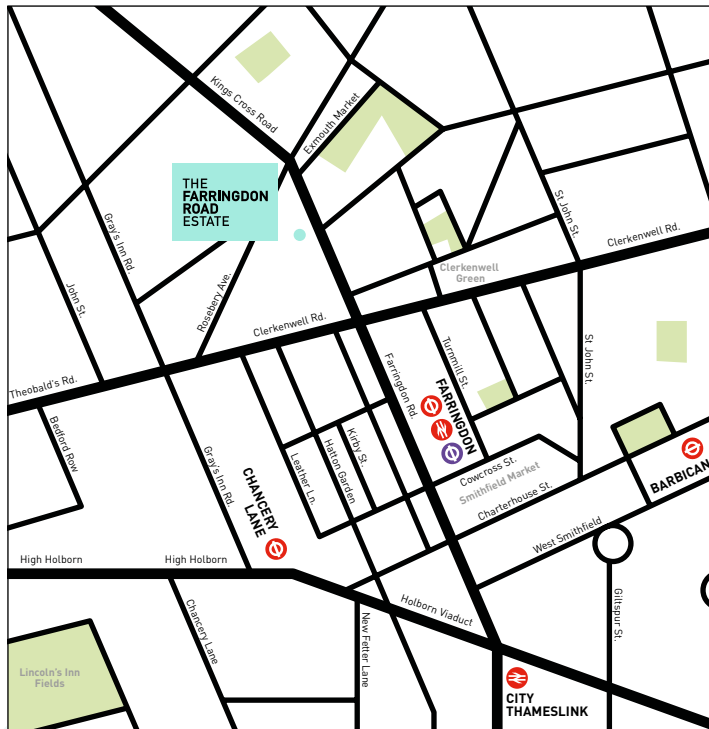 Kings Cross Road
Exmouth Market
THE
FARRINGDON
ROAD
ESTATE
Gray's Inn Rd.
St John St.
Clerkenwell Rd.
John St.
Rosebery Ave.
Clerkenwell
Green
Clerkenwell Rd.
Theobald's Rd.
Farringdon Rd.
Turnmill St.
St John St.
FARRINGDON
Bedford Row
Gray's Inn Rd.
Leather Ln.
Hatton Garden
Kirby St.
CHANCERY
LANE
Cowcross St.
Smithfield Market
Charterhouse St.
BARBICAN
West Smithfield
High Holborn
High Holborn
Chancery Lane
New Fetter Lane
Holborn Viaduct
Giltspur St.
Lincoln's Inn
Fields
CITY
THAMESLINK